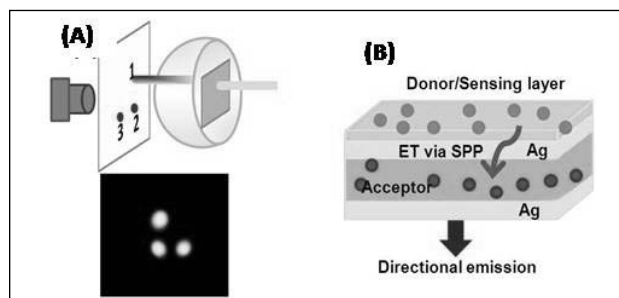 (A)
1
2
3
(B)
Donor/Sensing layer
ET via SPP
Ag
Acceptor
Ag
Directional emission